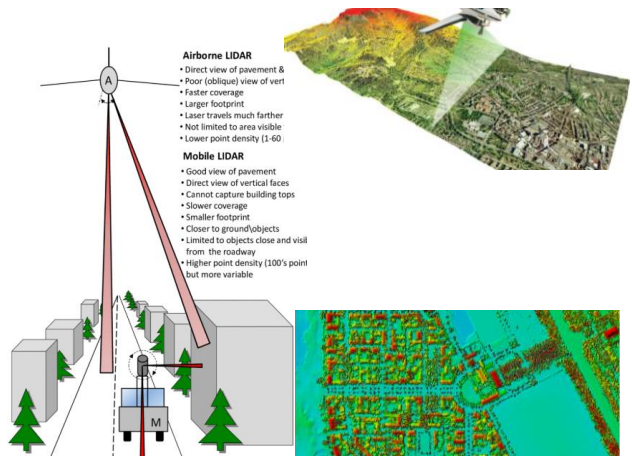 Airborne LIDAR
• Direct view of pavement &
• Poor (oblique) view of vert
• Faster coverage
• Larger footprint
• Laser travels much farther
• Not limited to area visible
• Lower point density (1-60
Mobile LIDAR
• Good view of pavement
• Direct view of vertical faces
• Cannot capture building tops
• Slower coverage
• Smaller footprint
• Closer to ground\objects
• Limited to objects close and visil
from the roadway
• Higher point density (100's point
but more variable
A
M